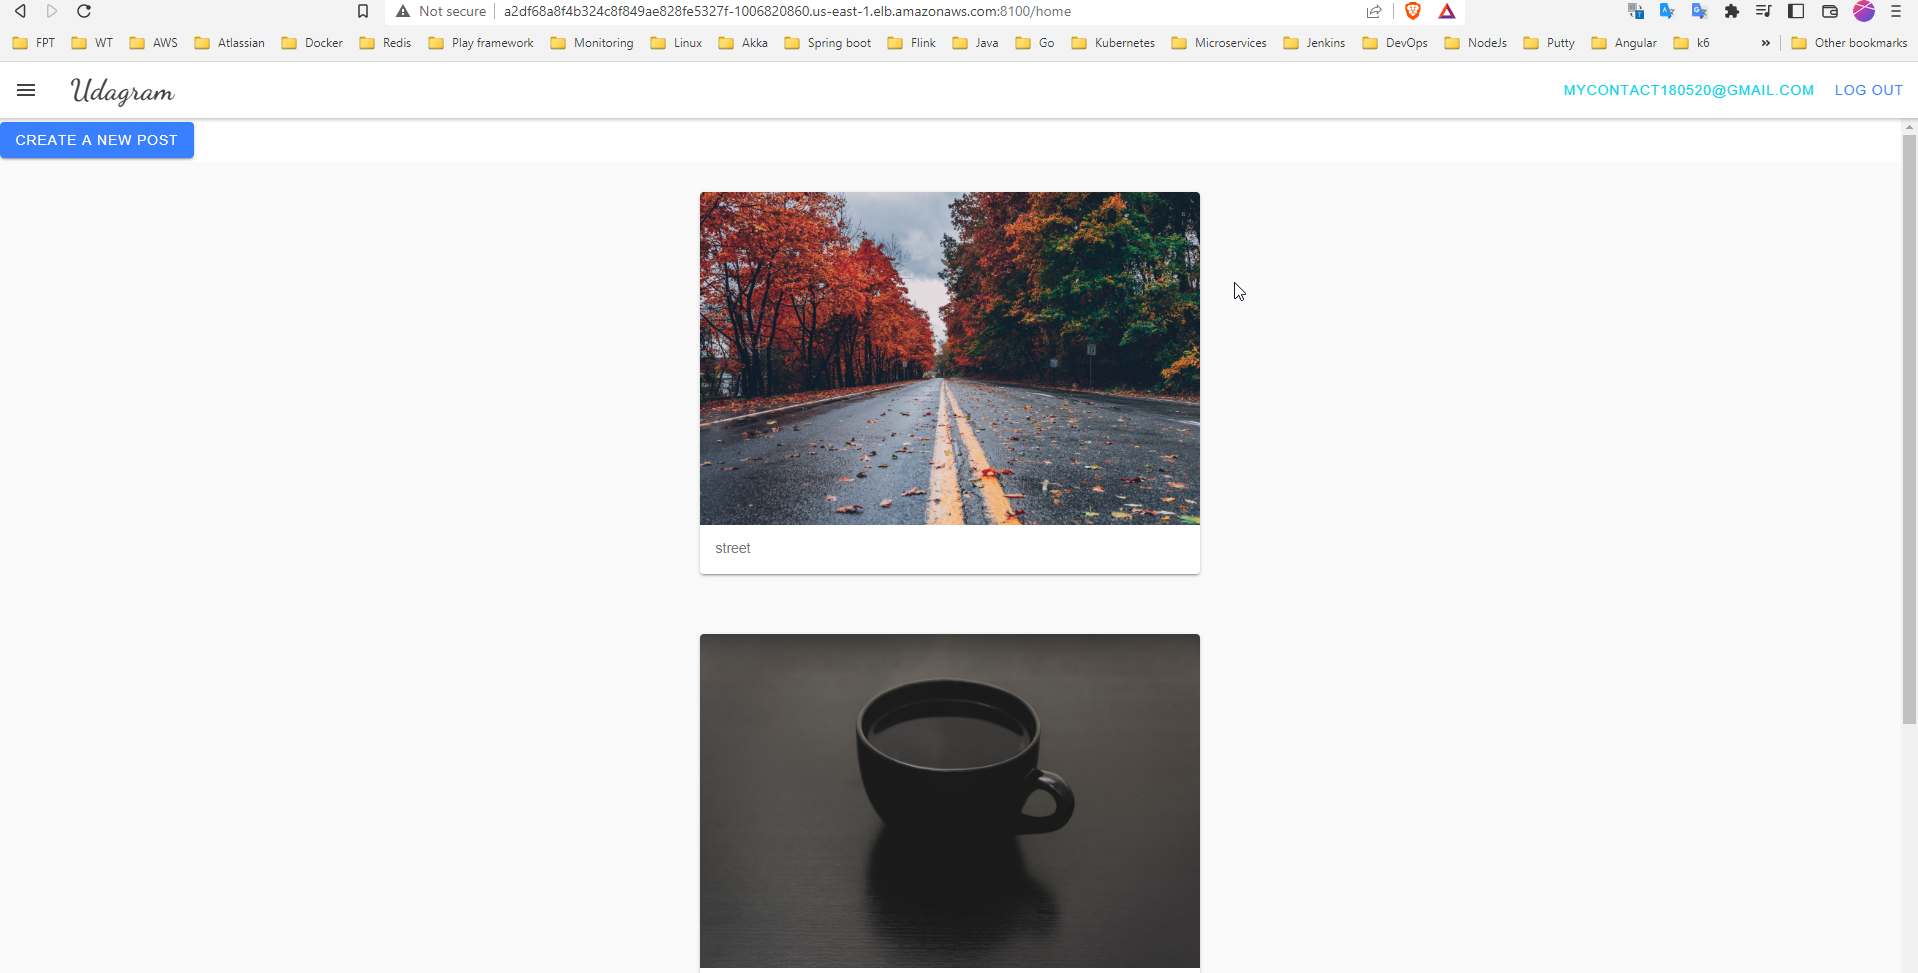 Not secure a2df68a8f4b324c8f849ae828fe5327f-1006820860.us-east-1.elb.amazonaws.com:8100/home
FPT WT AWS Atlassian Docker Redis Play framework Monitoring Linux Akka Spring boot Flink Java Go Kubernetes Microservices Jenkins DevOps NodeJs Putty Angular k6 » Other bookmarks
Udagram MYCONTACT180520@GMAIL.COM LOG OUT
CREATE A NEW POST
street